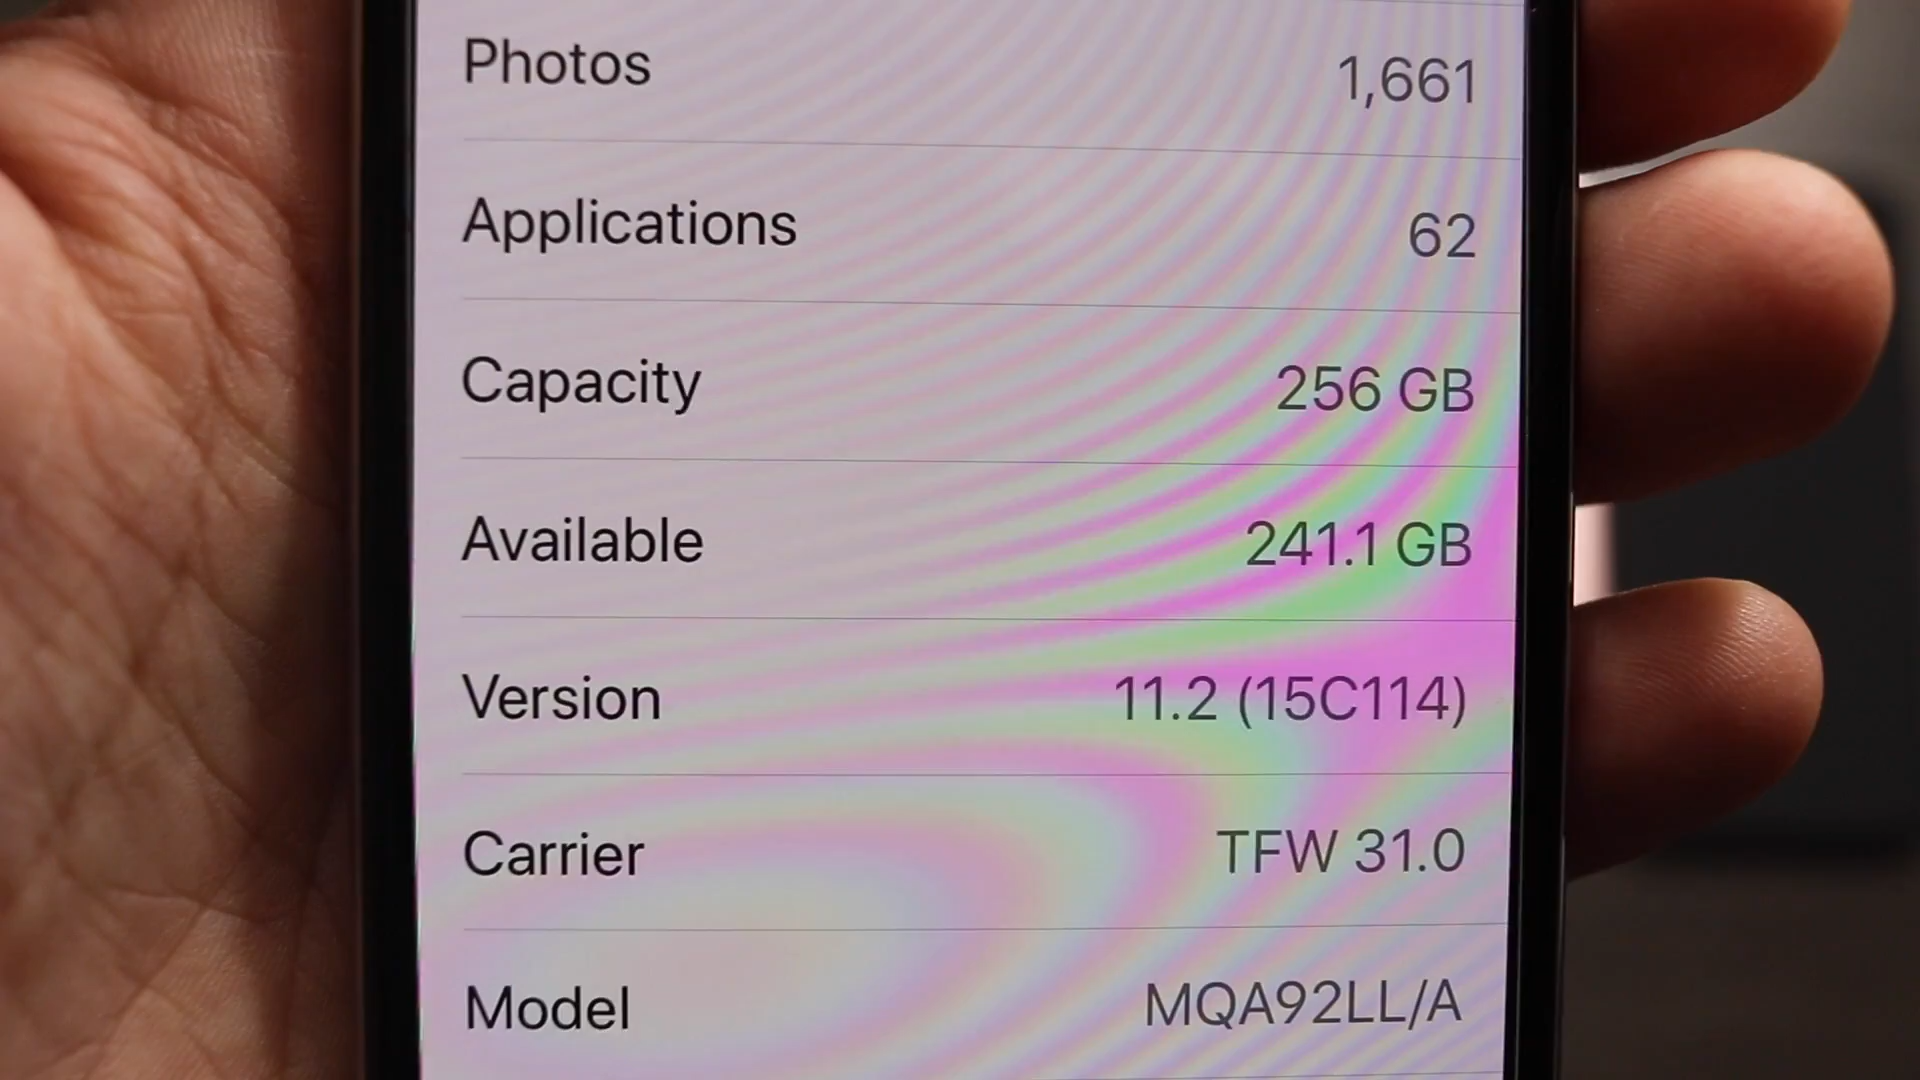 Photos 1,661
Applications 62
Capacity 256 GB
Available 241.1 GB
Version 11.2 (15C114)
Carrier TFW 31.0
Model MQA92LL/A